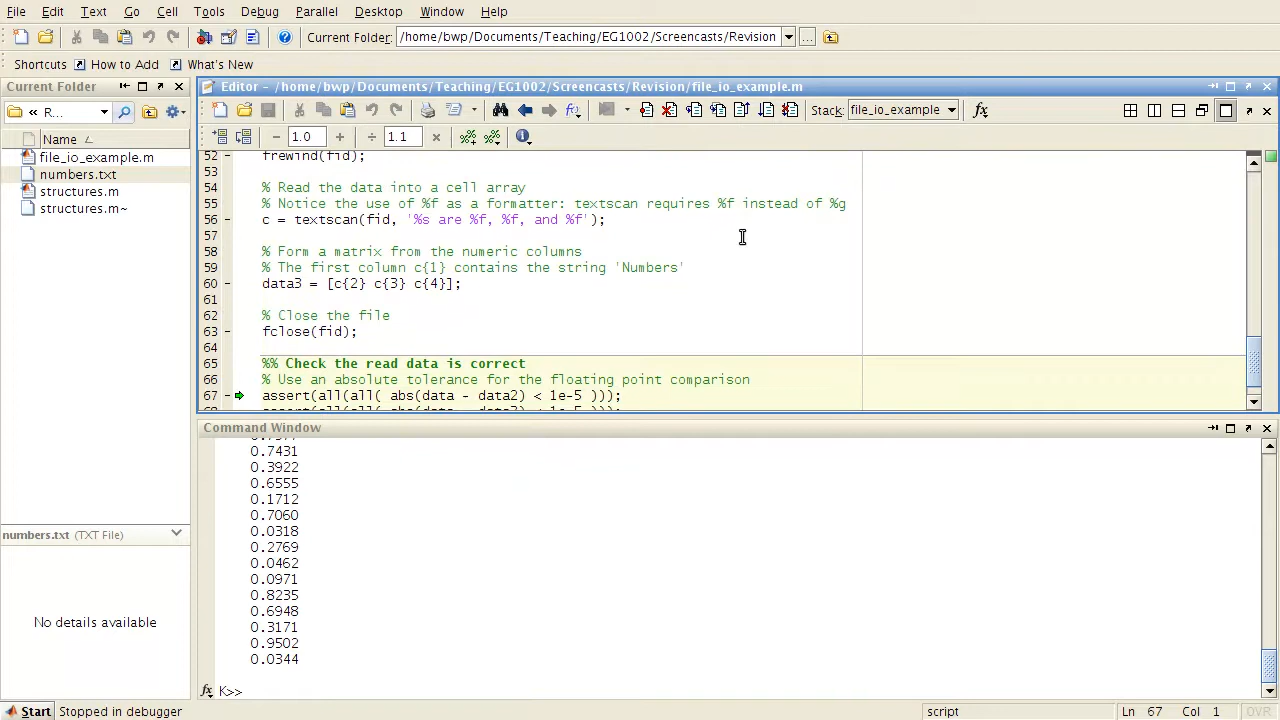 File Edit Text Go Cell Tools Debug Parallel Desktop Window Help
Current Folder: /home/bwp/Documents/Teaching/EG1002/Screencasts/Revision ...
Shortcuts How to Add What's New
Current Folder
« R...
Name
file_io_example.m
numbers.txt
structures.m
structures.m~
numbers.txt (TXT File)
No details available
Editor - /home/bwp/Documents/Teaching/EG1002/Screencasts/Revision/file_io_example.m
Stack: file_io_example
1.0 1.1
52 frewind(fid);
53
54 % Read the data into a cell array
55 % Notice the use of %f as a formatter: textscan requires %f instead of %g
56 c = textscan(fid, '%s are %f, %f, and %f');
57
58 % Form a matrix from the numeric columns
59 % The first column c{1} contains the string 'Numbers'
60 data3 = [c{2} c{3} c{4}];
61
62 % Close the file
63 fclose(fid);
64
65 %% Check the read data is correct
66 % Use an absolute tolerance for the floating point comparison
67 assert(all(all( abs(data - data2) < 1e-5 )));
Command Window
0.7431
0.3922
0.6555
0.1712
0.7060
0.0318
0.2769
0.0462
0.0971
0.8235
0.6948
0.3171
0.9502
0.0344
K>>
Start Stopped in debugger script Ln 67 Col 1 OVR